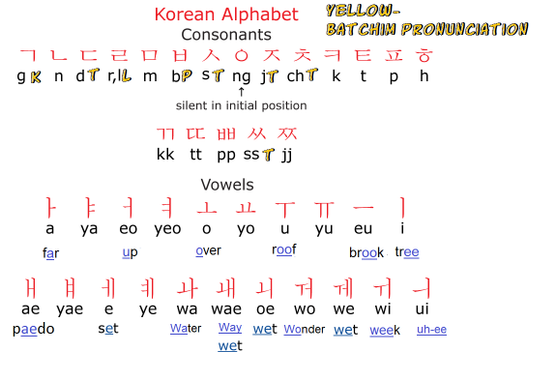 Korean Alphabet
YELLOW-
BATCHIM PRONUNCIATION
Consonants
ㄱ ㄴ ㄷ ㄹ ㅁ ㅂ ㅅ ㅇ ㅈ ㅊ ㅋ ㅌ ㅍ ㅎ
g K n d T r,l L m b P s T ng j T ch T k t p h
↑
silent in initial position
ㄲ ㄸ ㅃ ㅆ ㅉ
kk tt pp ss T jj
Vowels
ㅏ ㅑ ㅓ ㅕ ㅗ ㅛ ㅜ ㅠ ㅡ ㅣ
a ya eo yeo o yo u yu eu i
far up over roof brook tree
ㅐ ㅒ ㅔ ㅖ ㅘ ㅙ ㅚ ㅝ ㅞ ㅟ ㅢ
ae yae e ye wa wae oe wo we wi ui
paedo set Water Way wet Wonder wet week uh-ee
wet